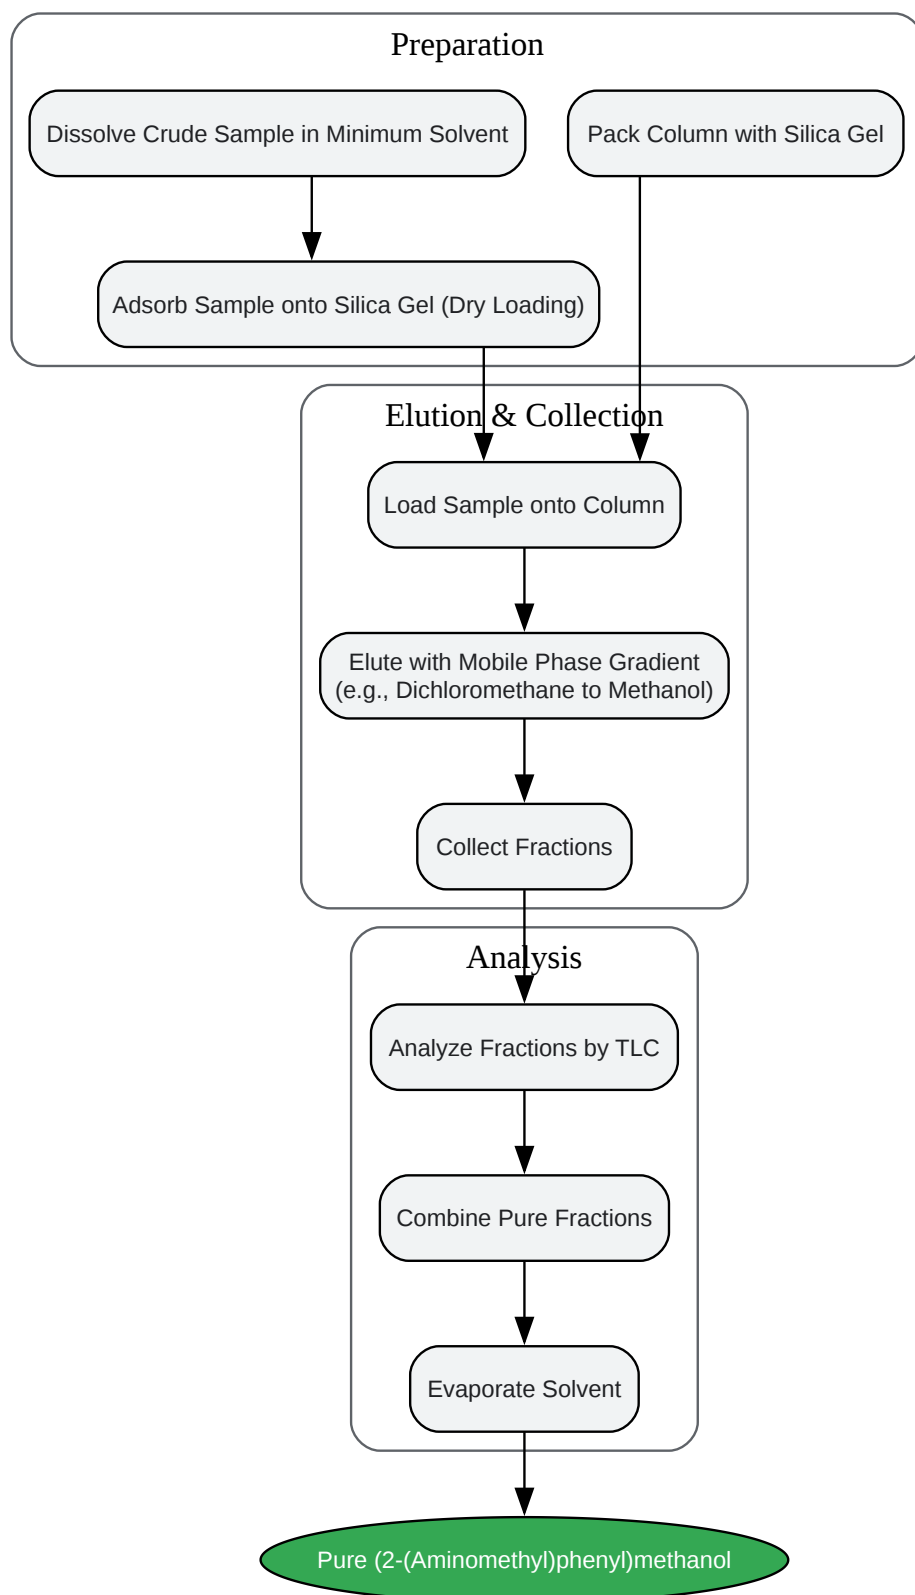 Preparation
Dissolve Crude Sample in Minimum Solvent
Pack Column with Silica Gel
Adsorb Sample onto Silica Gel (Dry Loading)
Elution & Collection
Load Sample onto Column
Elute with Mobile Phase Gradient
(e.g., Dichloromethane to Methanol)
Collect Fractions
Analysis
Analyze Fractions by TLC
Combine Pure Fractions
Evaporate Solvent
Pure (2-(Aminomethyl)phenyl)methanol